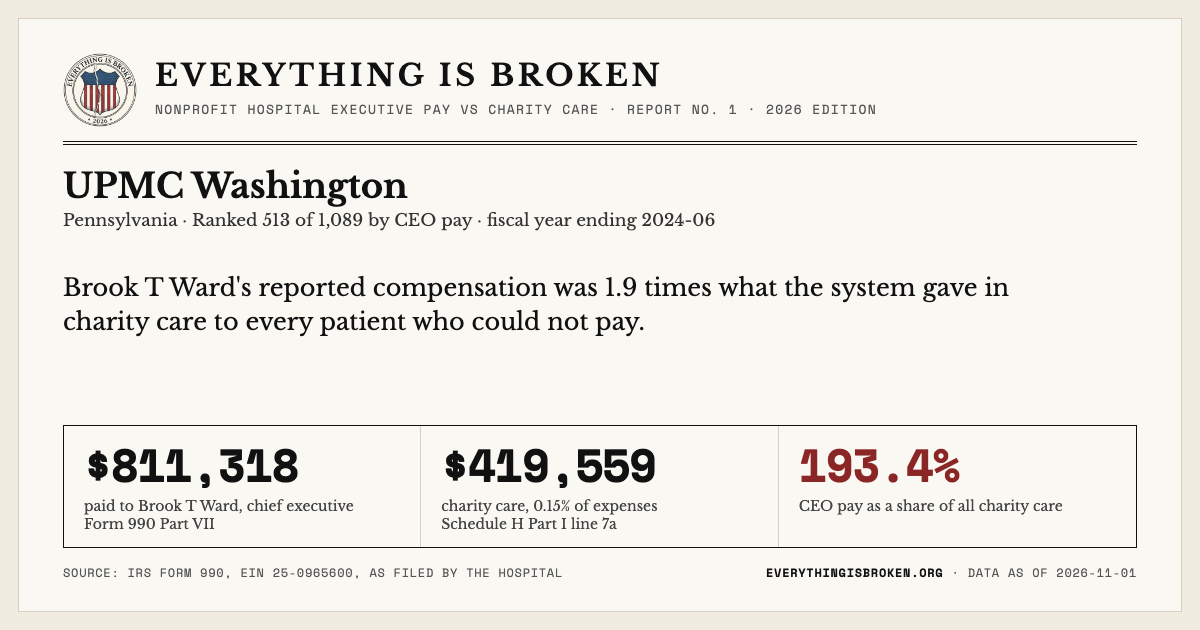 EVERYTHING IS BROKEN
2026
EVERYTHING IS BROKEN
NONPROFIT HOSPITAL EXECUTIVE PAY VS CHARITY CARE · REPORT NO. 1 · 2026 EDITION
UPMC Washington
Pennsylvania · Ranked 513 of 1,089 by CEO pay · fiscal year ending 2024-06
Brook T Ward's reported compensation was 1.9 times what the system gave in
charity care to every patient who could not pay.
$811,318
paid to Brook T Ward, chief executive
Form 990 Part VII
$419,559
charity care, 0.15% of expenses
Schedule H Part I line 7a
193.4%
CEO pay as a share of all charity care
SOURCE: IRS FORM 990, EIN 25-0965600, AS FILED BY THE HOSPITAL
EVERYTHINGISBROKEN.ORG · DATA AS OF 2026-11-01